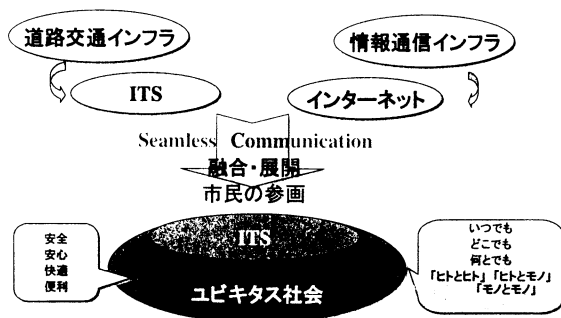 道路交通インフラ
情報通信インフラ
ITS
インターネット
Seamless Communication
融合・展開
市民の参画
ITS
ユビキタス社会
安全
安心
快適
便利
いつでも
どこでも
何とでも
「ヒトとヒト」「ヒトとモノ」
「モノとモノ」